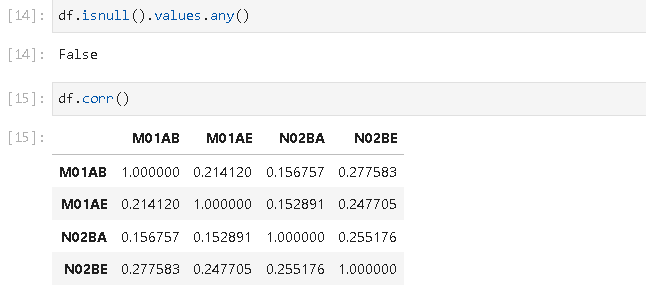 [14]: df.isnull().values.any()
[14]: False
[15]: df.corr()
[15]:
M01AB M01AE N02BA N02BE
M01AB 1.000000 0.214120 0.156757 0.277583
M01AE 0.214120 1.000000 0.152891 0.247705
N02BA 0.156757 0.152891 1.000000 0.255176
N02BE 0.277583 0.247705 0.255176 1.000000